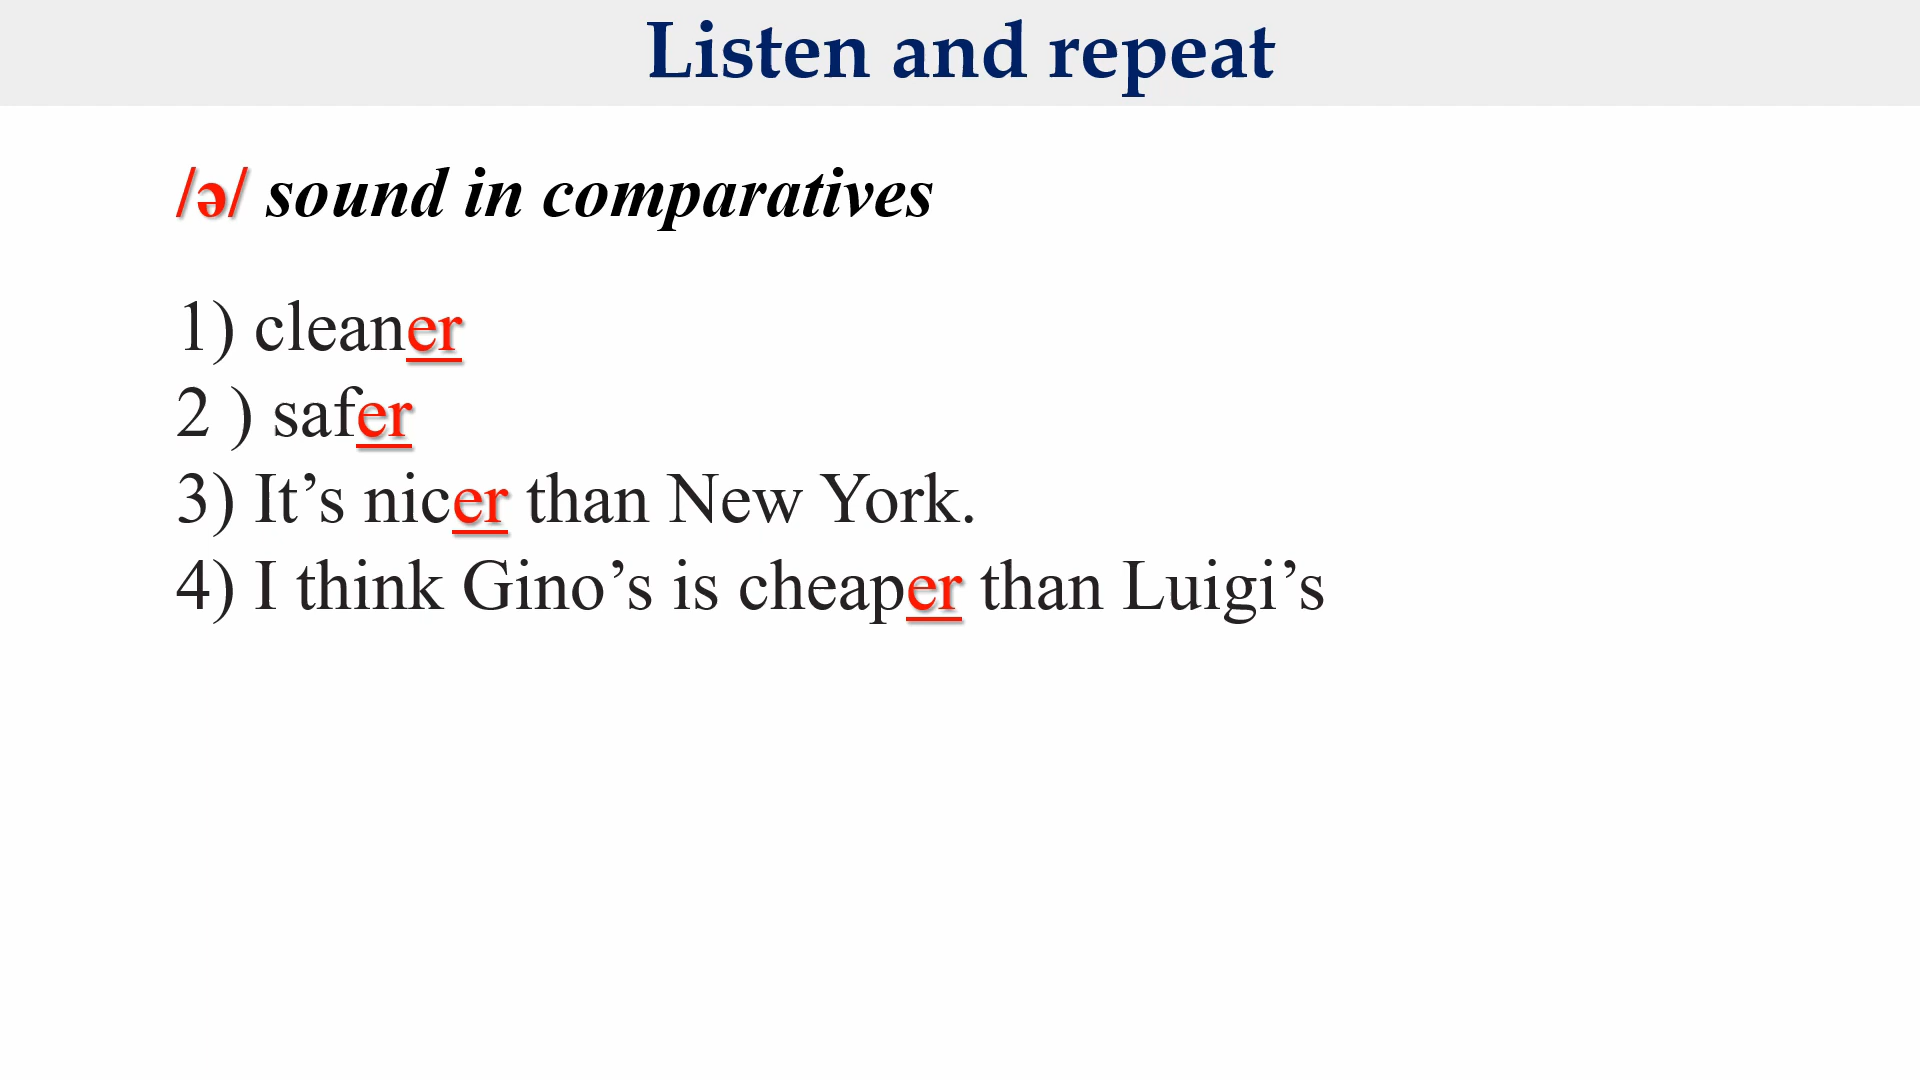 Listen and repeat
/ə/ sound in comparatives
1) cleaner
2 ) safer
3) It’s nicer than New York.
4) I think Gino’s is cheaper than Luigi’s